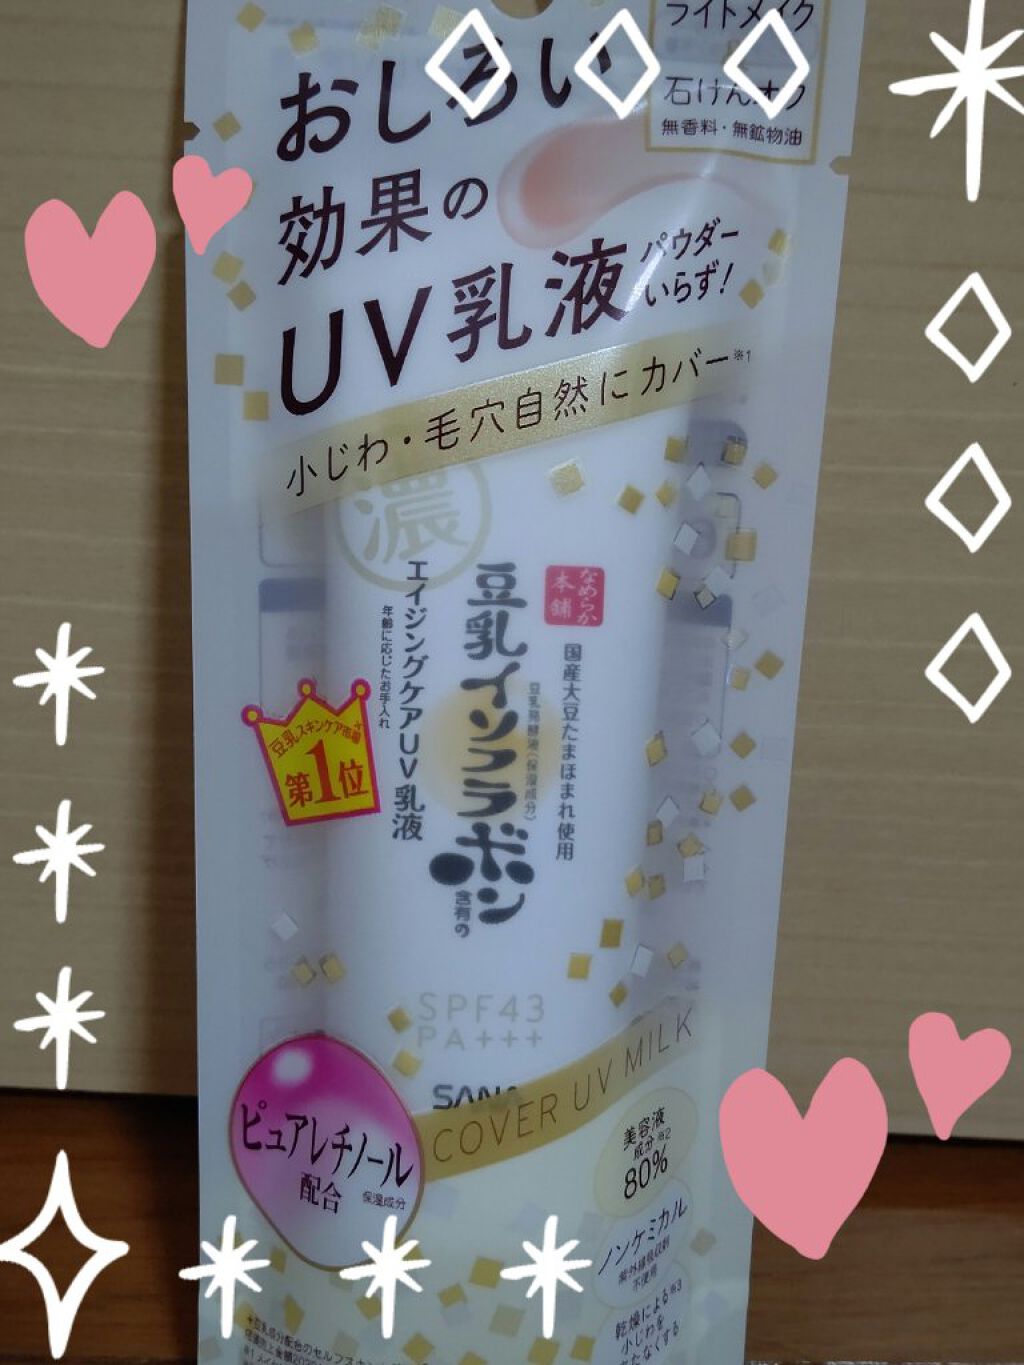 ライトメイク
石けんオフ
無香料・無鉱物油
おしろい
効果の
UV乳液
パウダー
いらず!
小じわ・毛穴自然にカバー※1
濃
なめらか
本舗
国産大豆たまほまれ使用
豆乳発酵液(保湿成分)
豆乳イソフラボン
含有の
エイジングケアUV乳液
年齢に応じたお手入れ
豆乳スキンケア市場
第1位
SPF43
PA+++
SANA
COVER UV MILK
ピュアレチノール
配合
保湿成分
美容液
成分※2
80%
ノンケミカル
紫外線吸収剤
不使用
乾燥による※3
小じわを